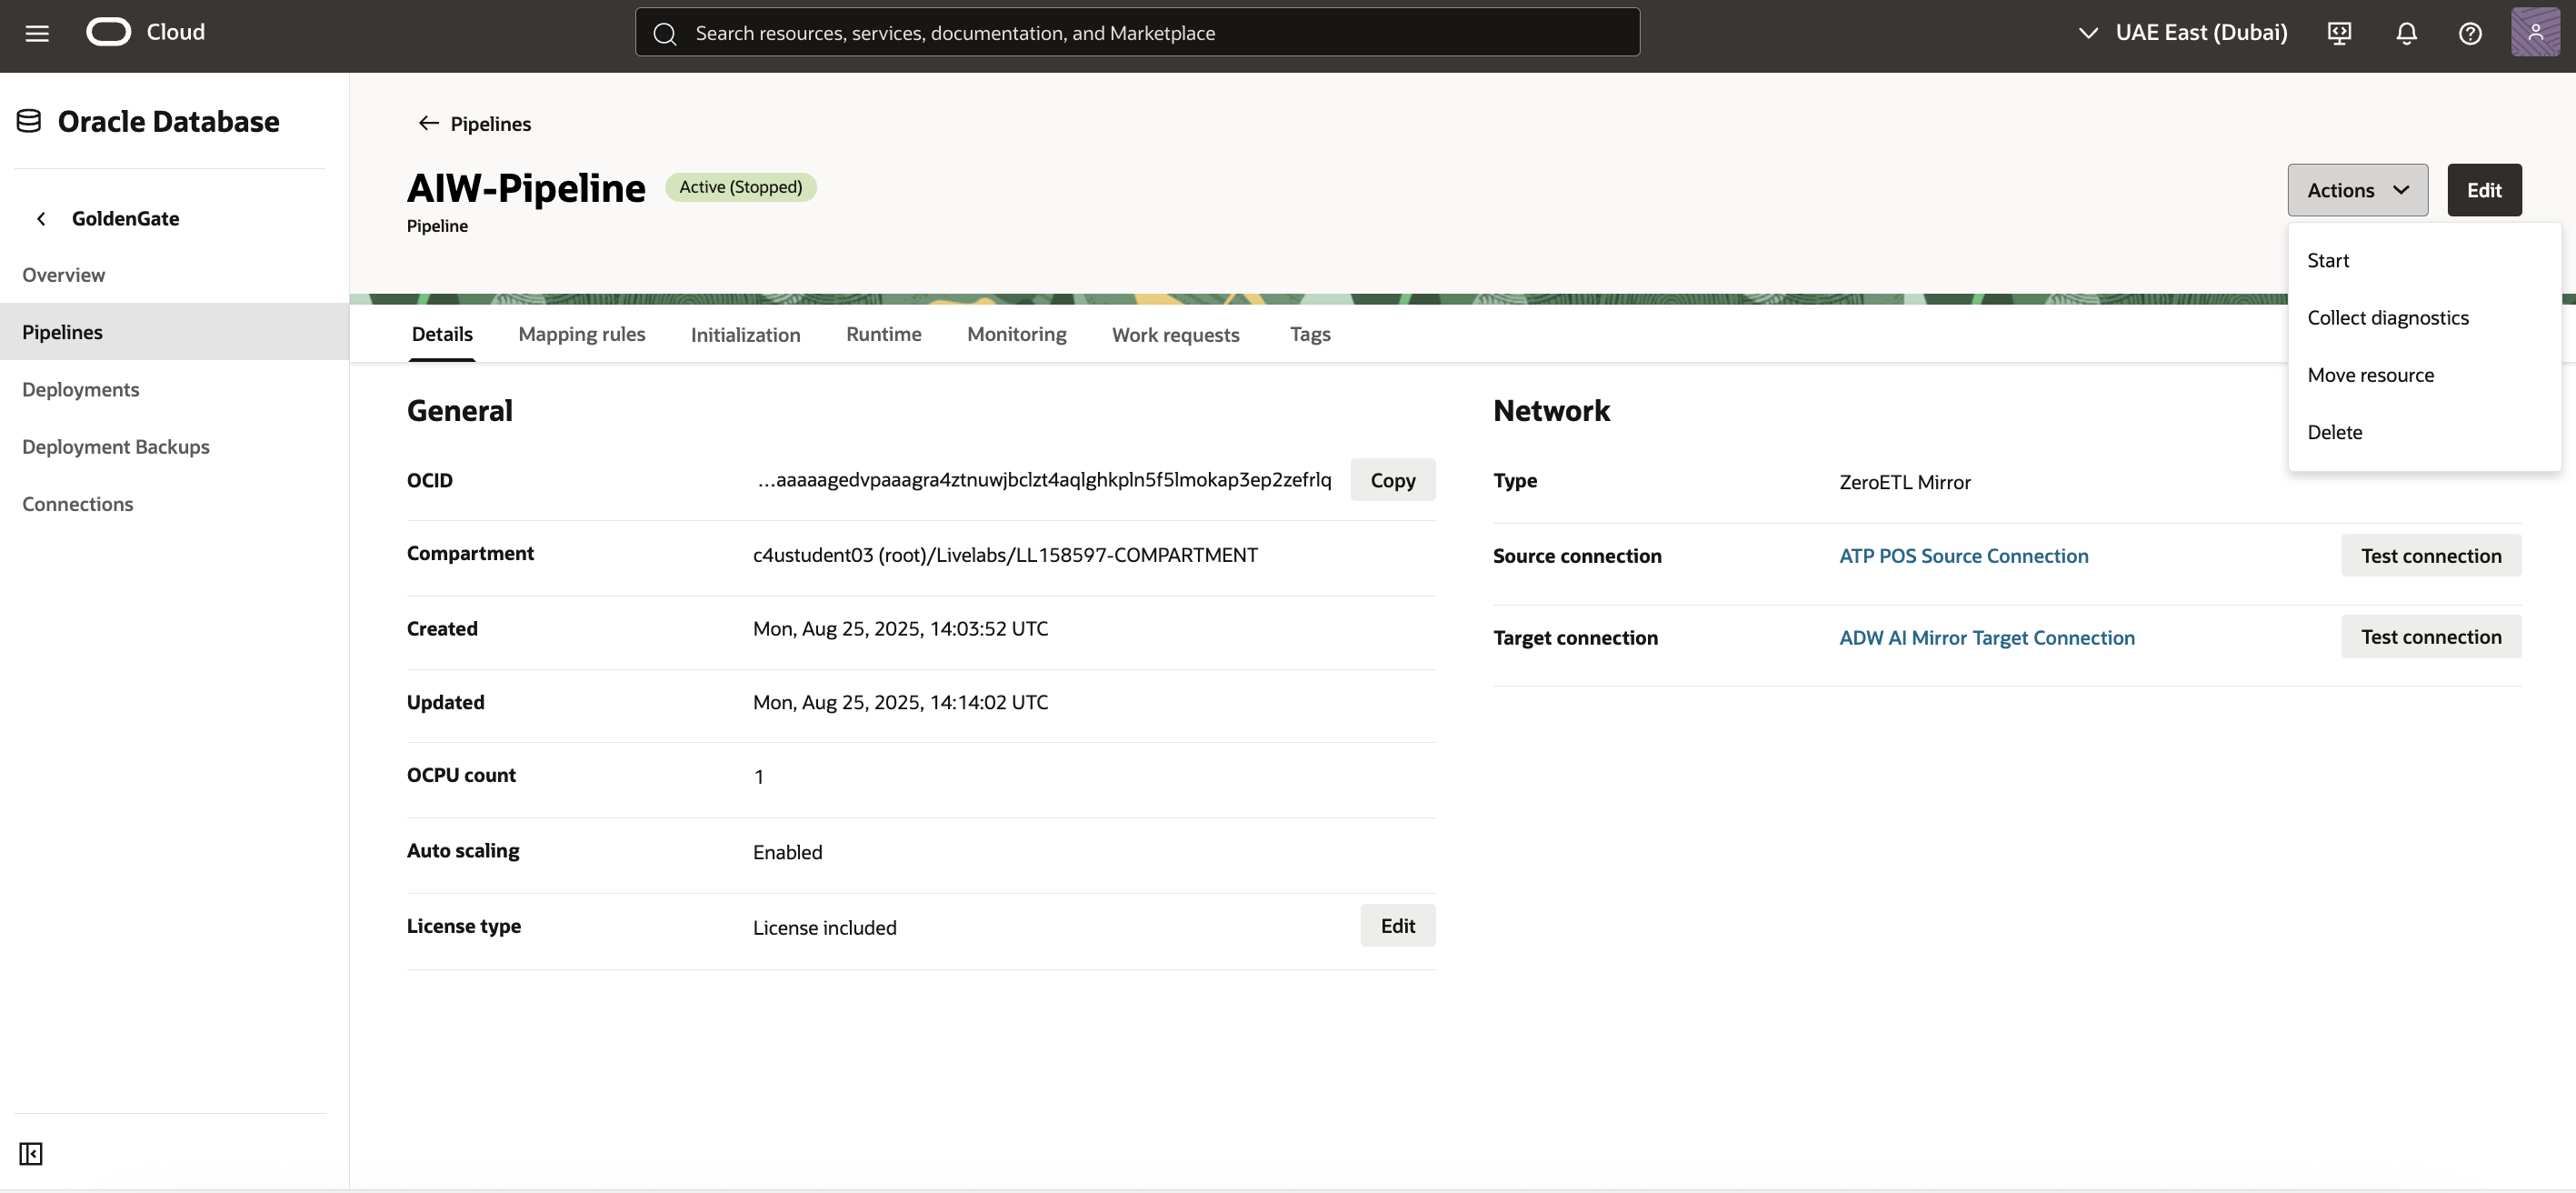 Cloud
Search resources, services, documentation, and Marketplace
UAE East (Dubai)
Oracle Database
GoldenGate
Overview
Pipelines
Deployments
Deployment Backups
Connections
Pipelines
AIW-Pipeline
Active (Stopped)
Pipeline
Actions
Edit
Start
Collect diagnostics
Move resource
Delete
Details
Mapping rules
Initialization
Runtime
Monitoring
Work requests
Tags
General
OCID
...aaaaagedvpaaagra4ztnuwjbclzt4aqlghkpln5f5lmokap3ep2zefrlq
Copy
Compartment
c4ustudent03 (root)/Livelabs/LL158597-COMPARTMENT
Created
Mon, Aug 25, 2025, 14:03:52 UTC
Updated
Mon, Aug 25, 2025, 14:14:02 UTC
OCPU count
1
Auto scaling
Enabled
License type
License included
Edit
Network
Type
ZeroETL Mirror
Source connection
ATP POS Source Connection
Test connection
Target connection
ADW AI Mirror Target Connection
Test connection